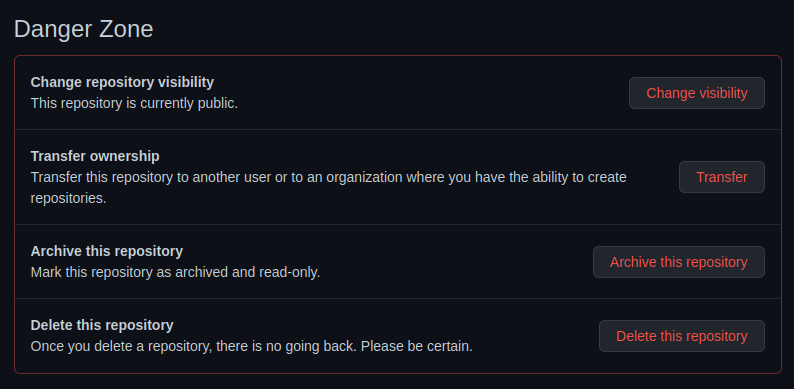 Danger Zone
Change repository visibility
This repository is currently public.
Change visibility
Transfer ownership
Transfer this repository to another user or to an organization where you have the ability to create
repositories.
Transfer
Archive this repository
Mark this repository as archived and read-only.
Archive this repository
Delete this repository
Once you delete a repository, there is no going back. Please be certain.
Delete this repository